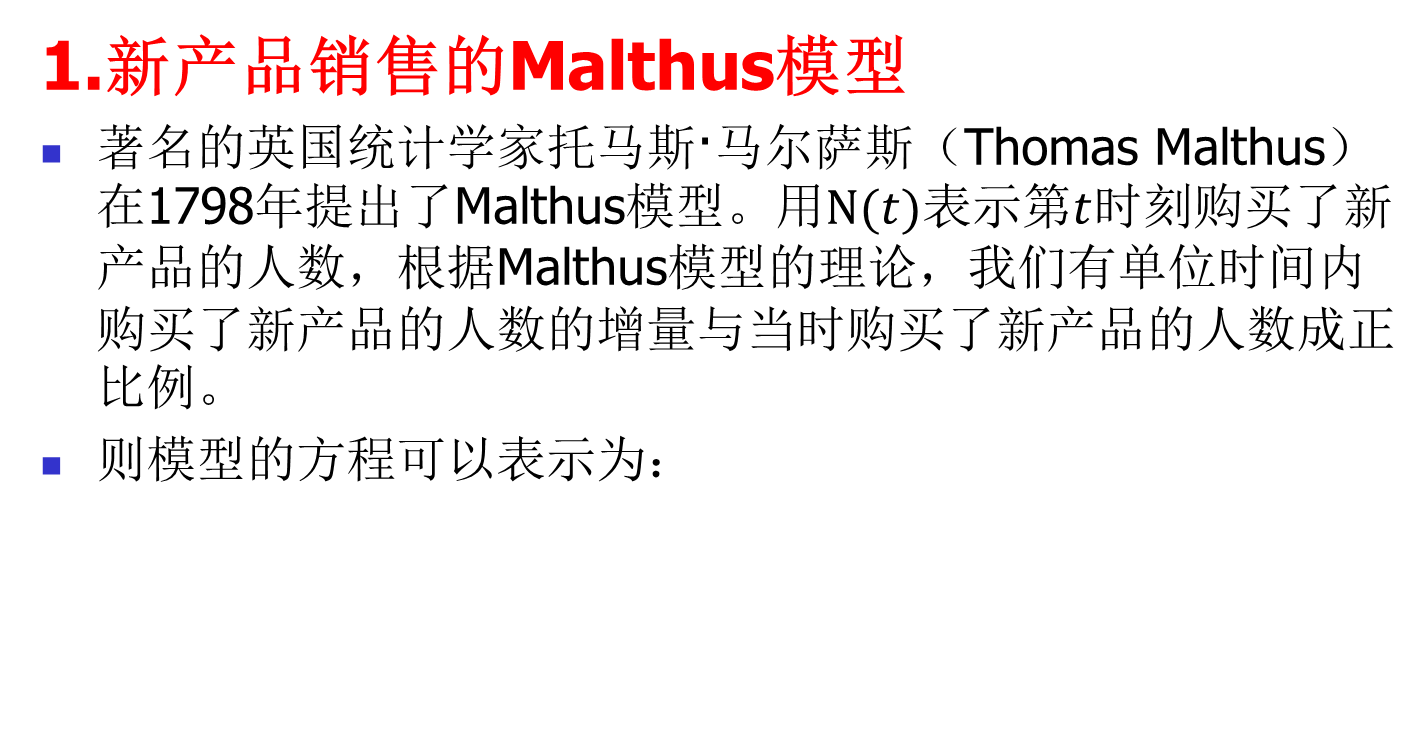 1.新产品销售的Malthus模型
著名的英国统计学家托马斯·马尔萨斯（Thomas Malthus）
在1798年提出了Malthus模型。用N(t)表示第t时刻购买了新
产品的人数，根据Malthus模型的理论，我们有单位时间内
购买了新产品的人数的增量与当时购买了新产品的人数成正
比例。
则模型的方程可以表示为：